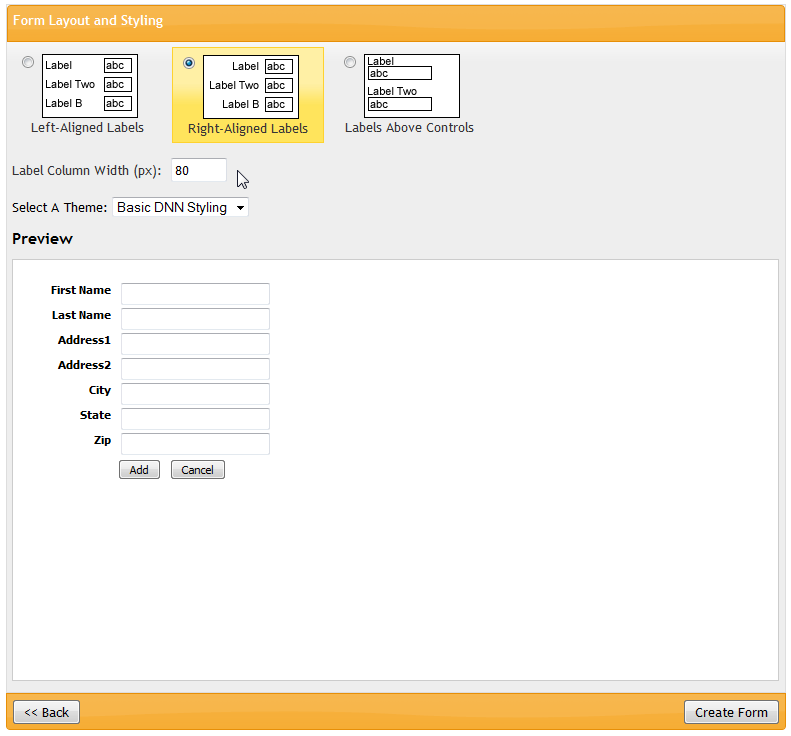 Form Layout and Styling
Label abc
Label Two abc
Label B abc
Left-Aligned Labels
Label abc
Label Two abc
Label B abc
Right-Aligned Labels
Label
abc
Label Two
abc
Labels Above Controls
Label Column Width (px): 80
Select A Theme: Basic DNN Styling
Preview
First Name
Last Name
Address1
Address2
City
State
Zip
Add Cancel
<< Back Create Form